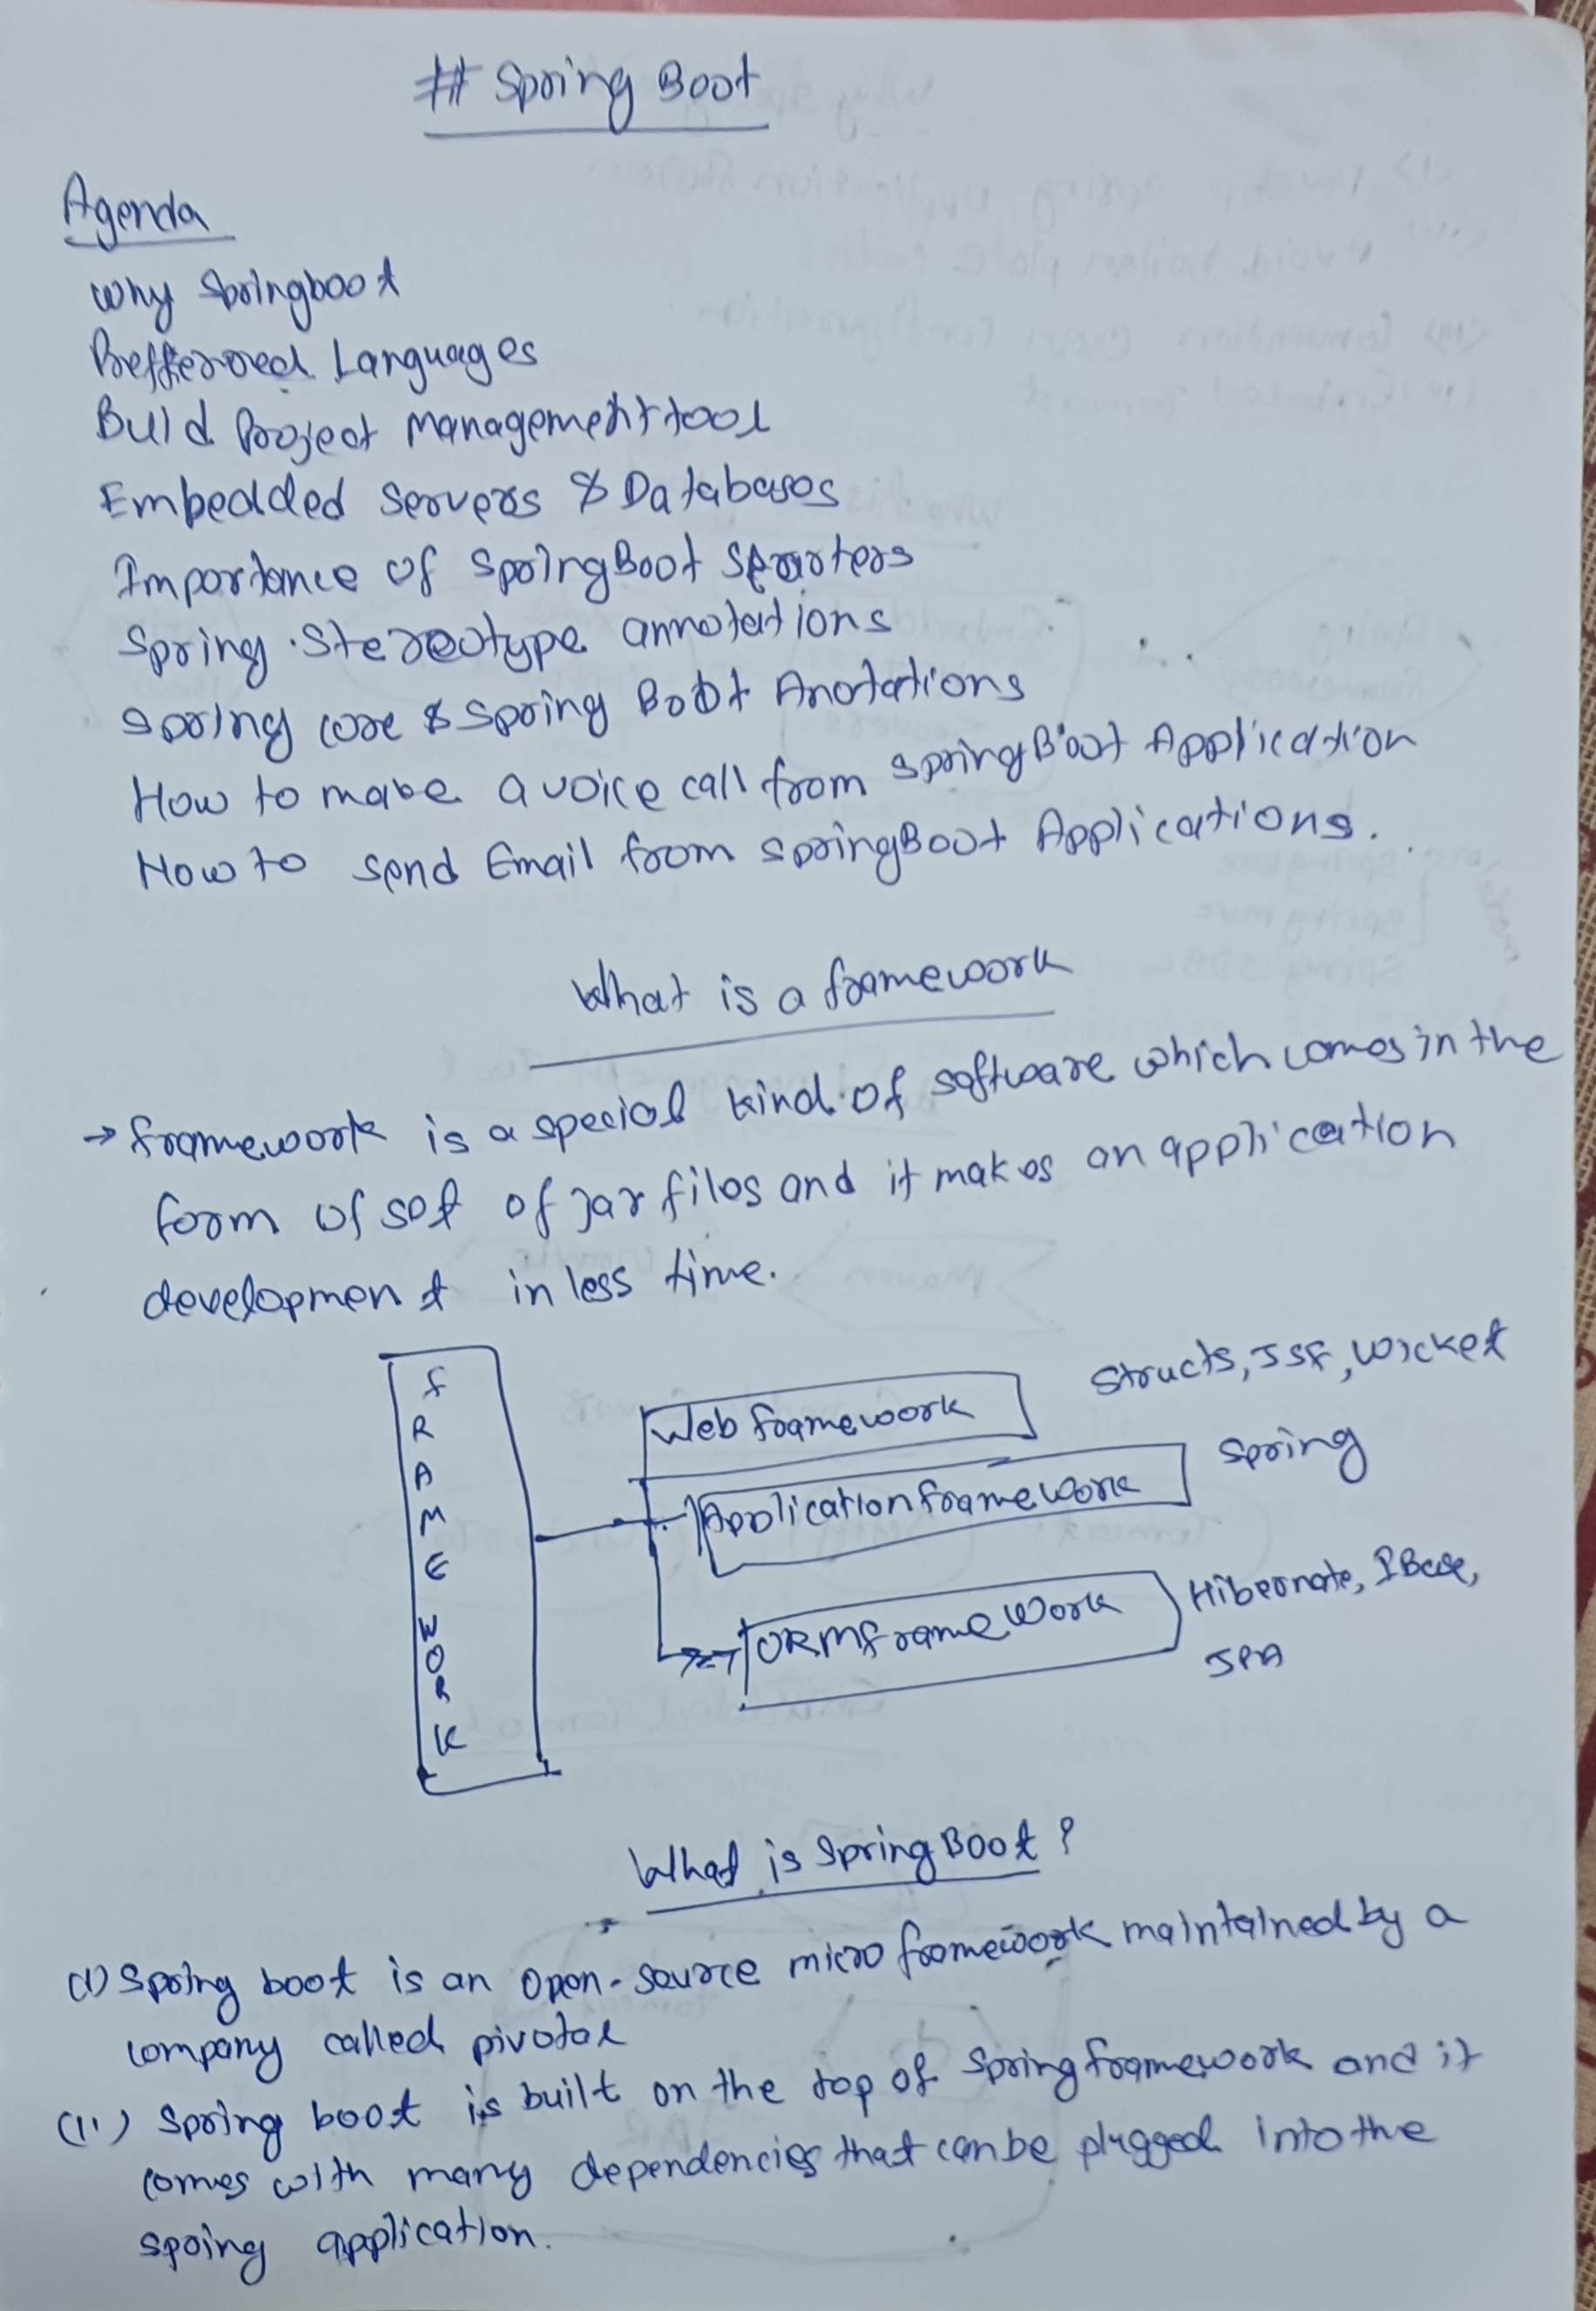 # Spring Boot
Agenda
Why Springboot
Prefferred Languages
Build Project Management tool
Embedded Servers & Databases
Importance of SpringBoot Starters
Spring Stereotype annotations
Spring core & Spring Boot Anotations
How to make a voice call from SpringBoot Application
How to send Email from SpringBoot Applications.
What is a framework
→ framework is a special kind of software which comes in the
form of set of jar files and it makes an application
development in less time.
FRAMEWORK
Web framework
Structs, JSF, Wicket
Application framework
Spring
ORM Frame Work
Hibernate,
JPA
What is Spring Boot?
(i) Spring boot is an open-source micro framework maintained by a
company called pivotal
(ii) Spring boot is built on the top of Spring framework and it
comes with many dependencies that can be plugged into the
spring application.